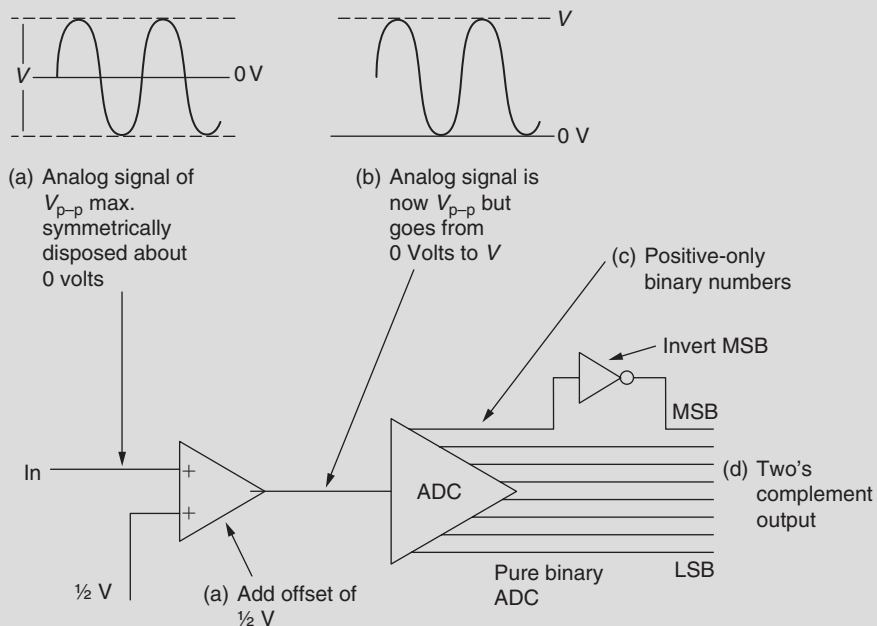 V
0 V
V
0 V
(a) Analog signal of
Vp–p max.
symmetrically
disposed about
0 volts
(b) Analog signal is
now Vp–p but
goes from
0 Volts to V
(c) Positive-only
binary numbers
Invert MSB
MSB
In
+
+
ADC
(d) Two's
complement
output
½ V
(a) Add offset of
½ V
Pure binary
ADC
LSB